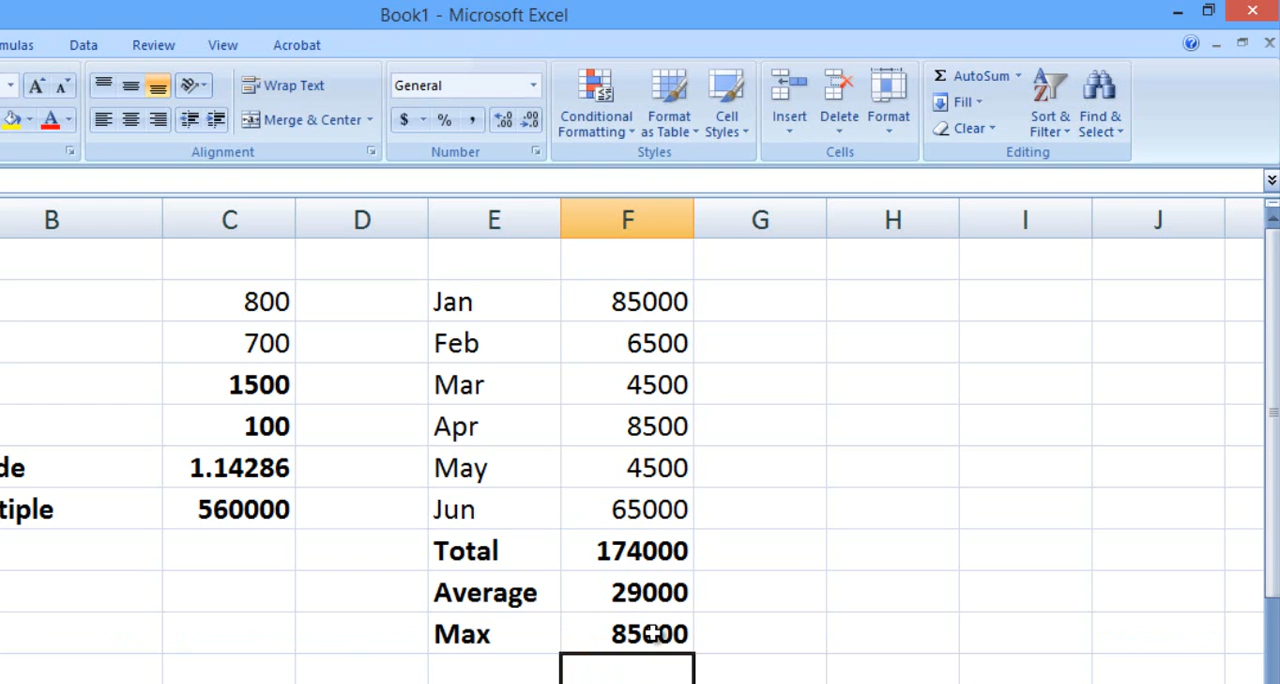 Book1 - Microsoft Excel
mulas Data Review View Acrobat
A A Wrap Text General Conditional Formatting Format as Table Cell Styles Insert Delete Format Σ AutoSum Fill Clear Sort & Filter Find & Select
A Merge & Center $ % , .00 .00
Alignment Number Styles Cells Editing
B C D E F G H I J
800 Jan 85000
700 Feb 6500
1500 Mar 4500
100 Apr 8500
de 1.14286 May 4500
tiple 560000 Jun 65000
Total 174000
Average 29000
Max 85000